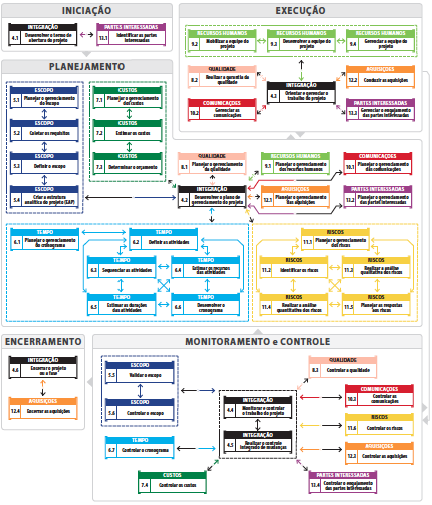 INICIAÇÃO
INTEGRAÇÃO
4.1 Desenvolver o termo de
abertura do projeto
PARTES INTERESSADAS
13.1 Identificar as partes
interessadas
EXECUÇÃO
RECURSOS HUMANOS
9.2 Mobilizar a equipe do
projeto
RECURSOS HUMANOS
9.3 Desenvolver a equipe do
projeto
RECURSOS HUMANOS
9.4 Gerenciar a equipe do
projeto
QUALIDADE
8.2 Realizar a garantia da
qualidade
INTEGRAÇÃO
4.3 Orientar e gerenciar o
trabalho do projeto
AQUISIÇÕES
12.2 Conduzir as aquisições
COMUNICAÇÕES
10.2 Gerenciar as
comunicações
PARTES INTERESSADAS
13.3 Gerenciar o
engajamento das
partes interessadas
PLANEJAMENTO
ESCOPO
5.1 Planejar o gerenciamento
do escopo
ESCOPO
5.2 Coletar os requisitos
ESCOPO
5.3 Definir o escopo
ESCOPO
5.4 Criar a estrutura
analítica do projeto (EAP)
CUSTOS
7.1 Planejar o gerenciamento
dos custos
CUSTOS
7.2 Estimar os custos
CUSTOS
7.3 Determinar o orçamento
QUALIDADE
8.1 Planejar o gerenciamento
da qualidade
RECURSOS HUMANOS
9.1 Planejar o gerenciamento
dos recursos humanos
COMUNICAÇÕES
10.1 Planejar o gerenciamento
das comunicações
INTEGRAÇÃO
4.2 Desenvolver o plano de
gerenciamento do projeto
AQUISIÇÕES
12.1 Planejar o gerenciamento
das aquisições
PARTES INTERESSADAS
13.2 Planejar o gerenciamento
das partes interessadas
TEMPO
6.1 Planejar o gerenciamento
do cronograma
TEMPO
6.2 Definir as atividades
TEMPO
6.3 Sequenciar as atividades
TEMPO
6.4 Estimar os recursos
das atividades
TEMPO
6.5 Estimar as durações
das atividades
TEMPO
6.6 Desenvolver o
cronograma
RISCOS
11.1 Planejar o gerenciamento
dos riscos
RISCOS
11.2 Identificar os riscos
RISCOS
11.3 Realizar a análise
qualitativa dos riscos
RISCOS
11.4 Realizar a análise
quantitativa dos riscos
RISCOS
11.5 Planejar as respostas
aos riscos
ENCERRAMENTO
INTEGRAÇÃO
4.6 Encerrar o projeto
ou a fase
AQUISIÇÕES
12.4 Encerrar as aquisições
MONITORAMENTO e CONTROLE
ESCOPO
5.5 Validar o escopo
ESCOPO
5.6 Controlar o escopo
TEMPO
6.7 Controlar o cronograma
CUSTOS
7.4 Controlar os custos
INTEGRAÇÃO
4.4 Monitorar e controlar
o trabalho do projeto
INTEGRAÇÃO
4.5 Realizar o controle
integrado de mudanças
QUALIDADE
8.3 Controlar a qualidade
COMUNICAÇÕES
10.3 Controlar as
comunicações
RISCOS
11.6 Controlar os riscos
AQUISIÇÕES
12.3 Controlar as aquisições
PARTES INTERESSADAS
13.4 Controlar o engajamento
das partes interessadas